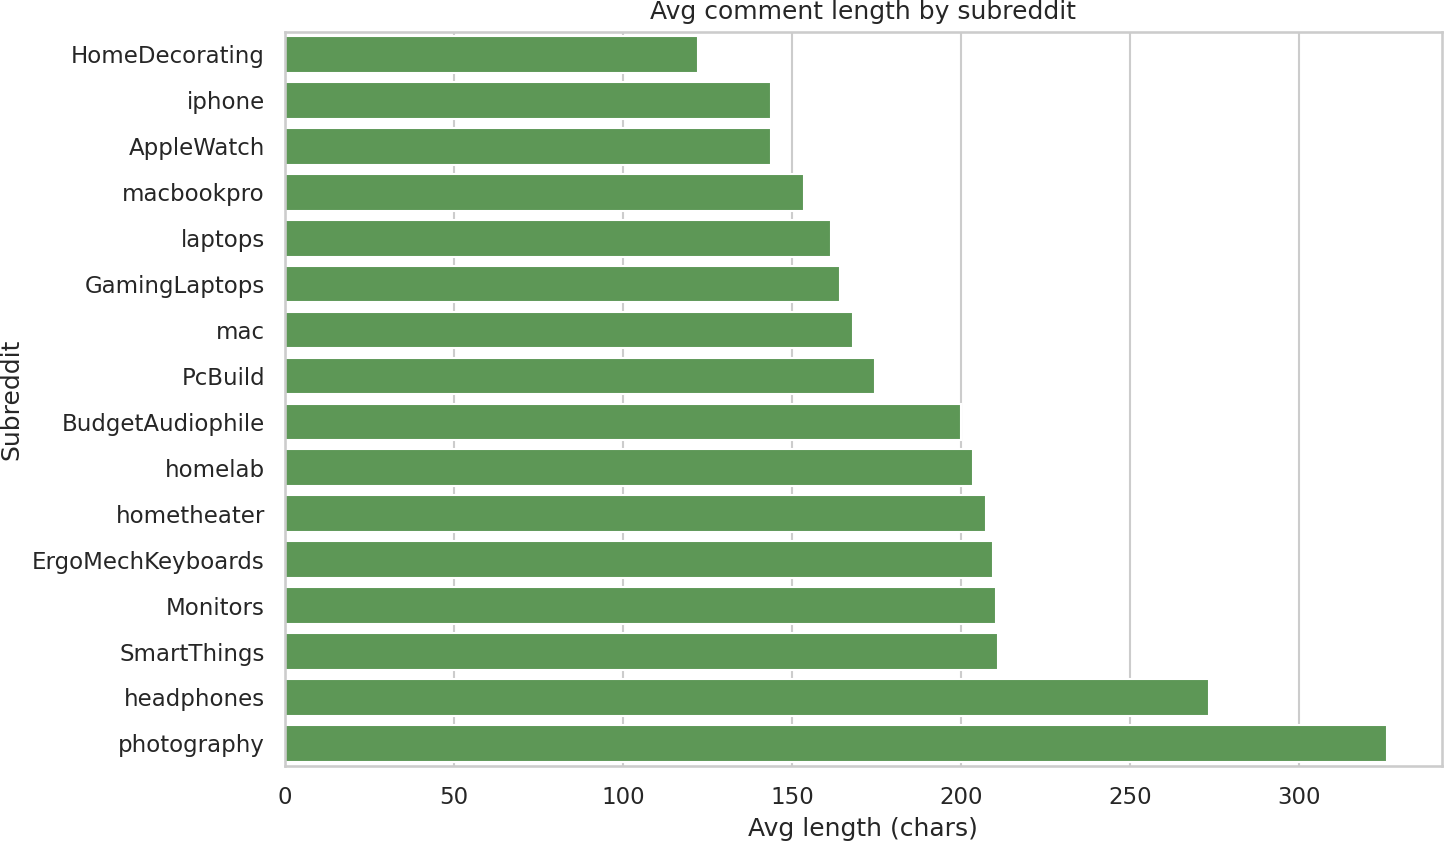 Avg comment length by subreddit
HomeDecorating
iphone
AppleWatch
macbookpro
laptops
GamingLaptops
mac
PcBuild
BudgetAudiophile
homelab
hometheater
ErgoMechKeyboards
Monitors
SmartThings
headphones
photography
Subreddit
0 50 100 150 200 250 300
Avg length (chars)